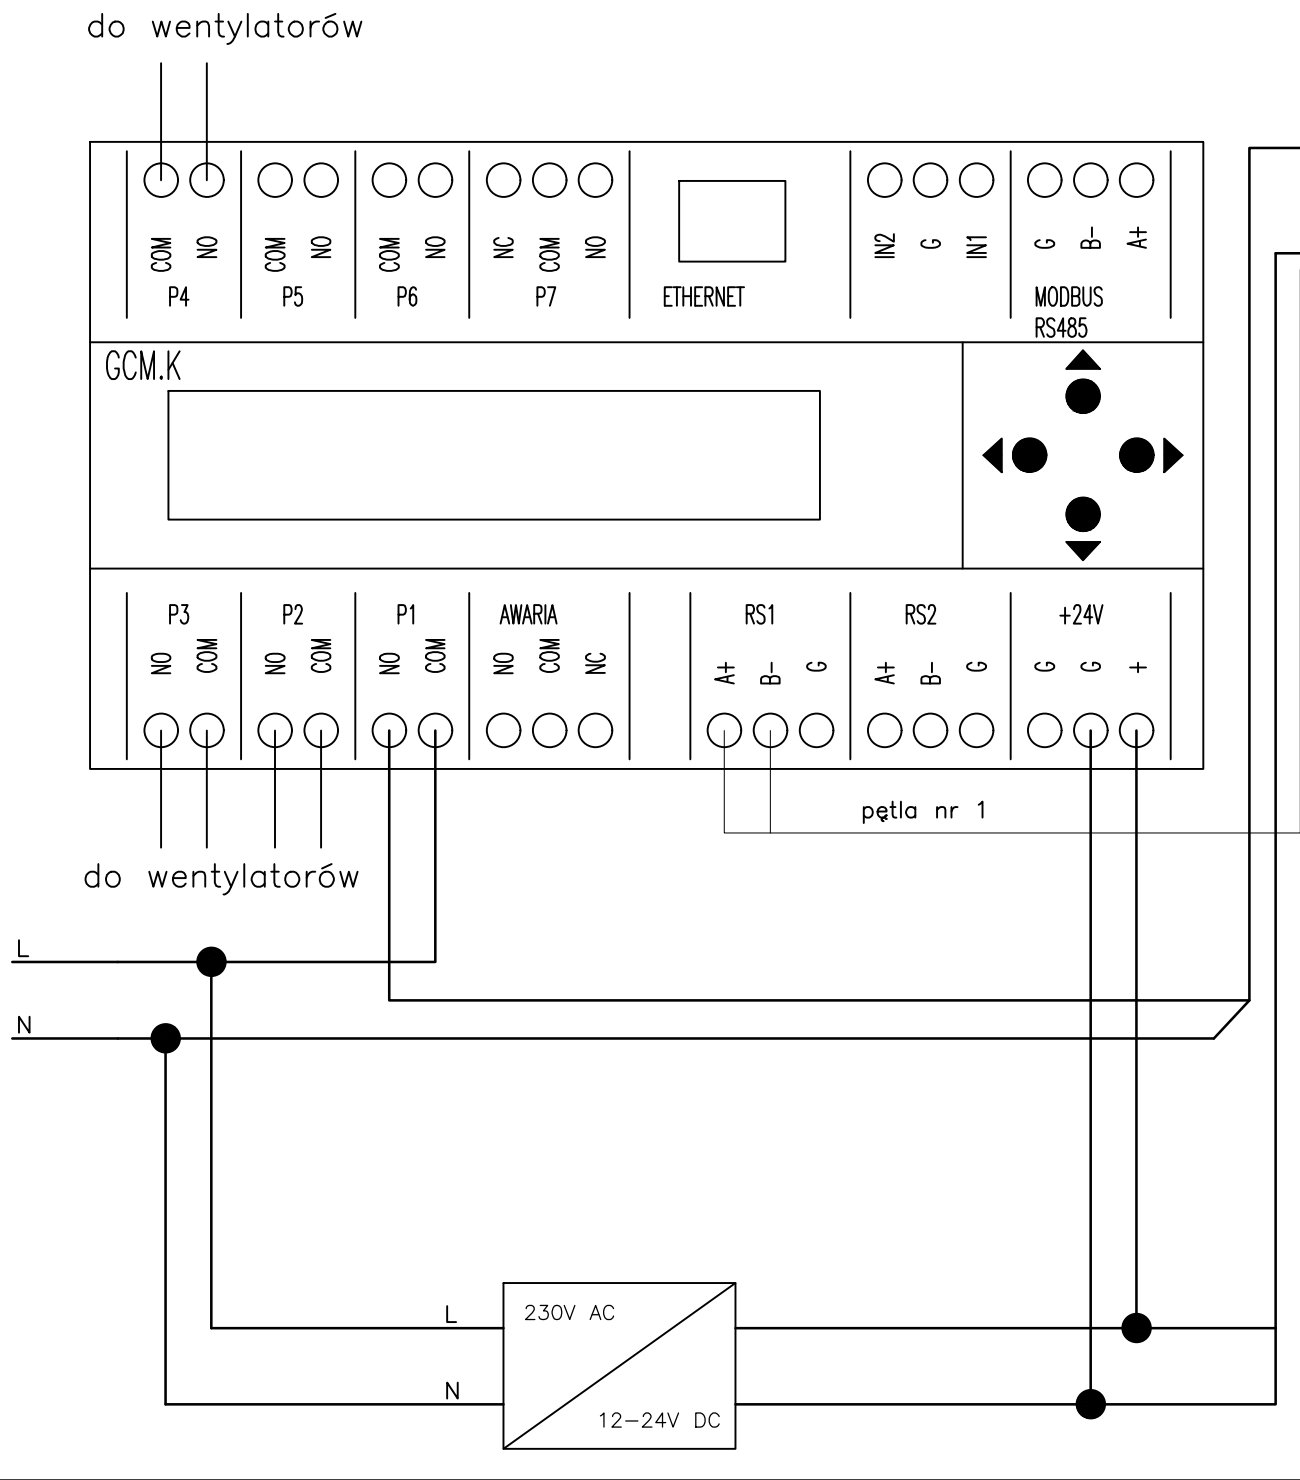 do wentylatorów
COM NO COM NO COM NO NC COM NO IN2 G IN1 G B- A+
P4 P5 P6 P7 ETHERNET MODBUS
RS485
GCM.K
P3 P2 P1 AWARIA RS1 RS2 +24V
NO COM NO COM NO COM NO COM NC A+ B- G A+ B- G G G +
pętla nr 1
do wentylatorów
L
N
L 230V AC
N 12-24V DC